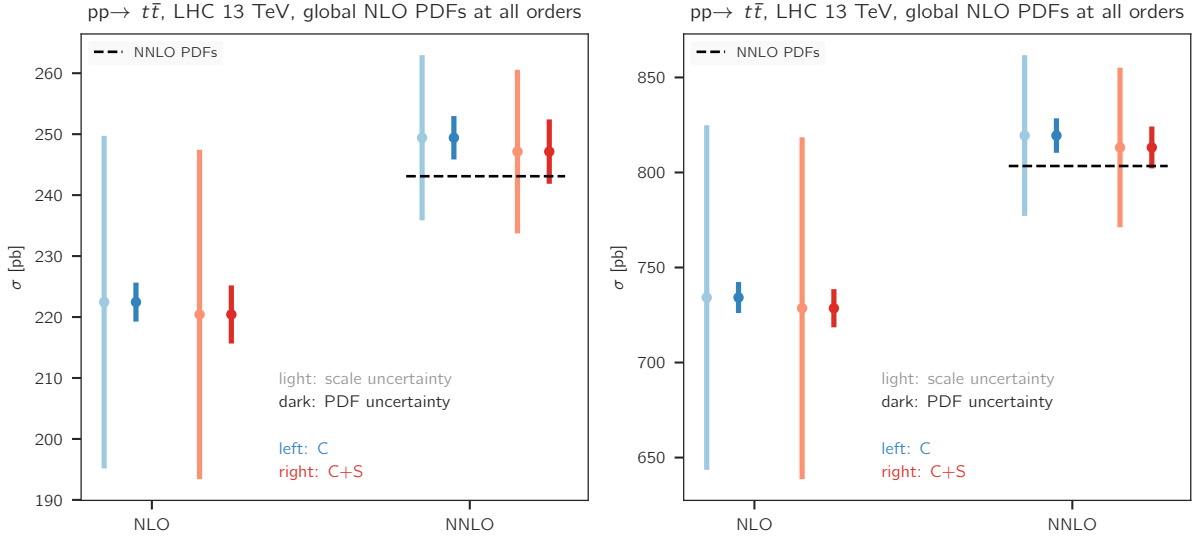 pp→ tt̄, LHC 13 TeV, global NLO PDFs at all orders
NNLO PDFs
260
250
240
230
220
210
200
190
σ [pb]
light: scale uncertainty
dark: PDF uncertainty
left: C
right: C+S
NLO
NNLO
pp→ tt̄, LHC 13 TeV, global NLO PDFs at all orders
NNLO PDFs
850
800
750
700
650
σ [pb]
light: scale uncertainty
dark: PDF uncertainty
left: C
right: C+S
NLO
NNLO